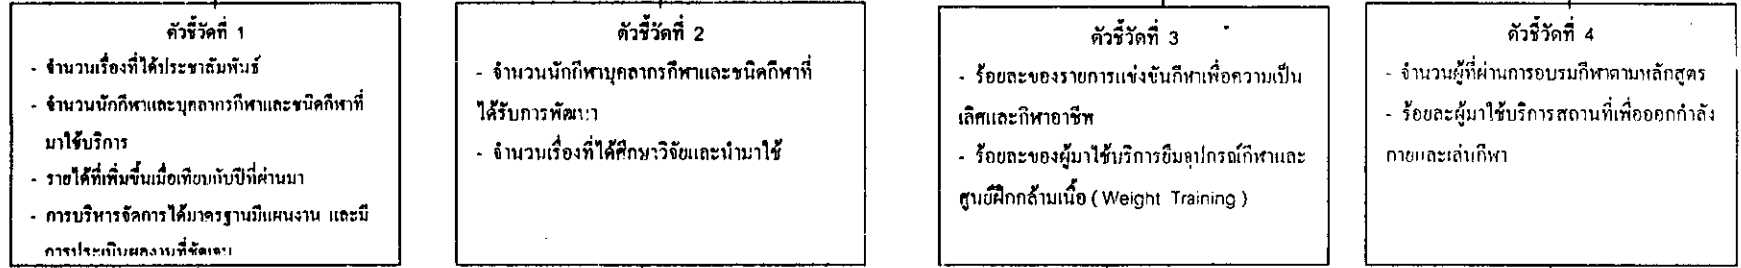 ตัวชี้วัดที่ 1
- จำนวนเรื่องที่ได้ประชาสัมพันธ์
- จำนวนนักกีฬาและบุคลากรกีฬาและชนิดกีฬาที่
มาใช้บริการ
- รายได้ที่เพิ่มขึ้นเมื่อเทียบกับปีที่ผ่านมา
- การบริหารจัดการได้มาตรฐานมีแผนงาน และมี
การประเมินผลงานที่ชัดเจน
ตัวชี้วัดที่ 2
- จำนวนนักกีฬาบุคลากรกีฬาและชนิดกีฬาที่
ได้รับการพัฒนา
- จำนวนเรื่องที่ได้ศึกษาวิจัยและนำมาใช้
ตัวชี้วัดที่ 3
- ร้อยละของรายการแข่งขันกีฬาเพื่อความเป็น
เลิศและกีฬาอาชีพ
- ร้อยละของผู้มาใช้บริการยืมอุปกรณ์กีฬาและ
ศูนย์ฝึกกล้ามเนื้อ ( Weight Training )
ตัวชี้วัดที่ 4
- จำนวนผู้ที่ผ่านการอบรมกีฬาตามหลักสูตร
- ร้อยละผู้มาใช้บริการสถานที่เพื่อออกกำลัง
กายและเล่นกีฬา